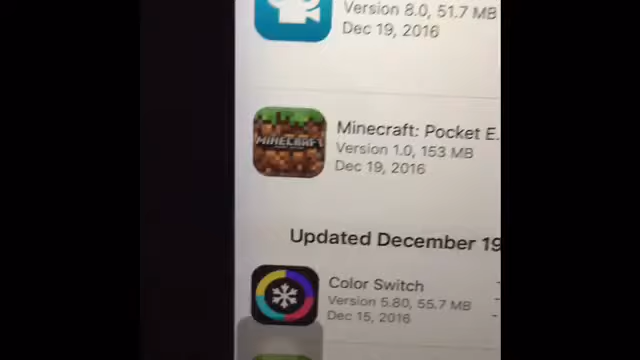 Version 8.0, 51.7 MB
Dec 19, 2016
Minecraft: Pocket E.
MINECRAFT
Version 1.0, 153 MB
Dec 19, 2016
Updated December 19
Color Switch
Version 5.80, 55.7 MB
Dec 15, 2016